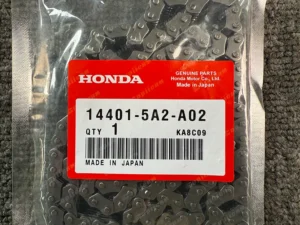 HONDA
GENUINE PARTS
Honda Motor Co., Ltd.
Made in Japan
14401-5A2-A02
QTY 1 KA8C09
MADE IN JAPAN